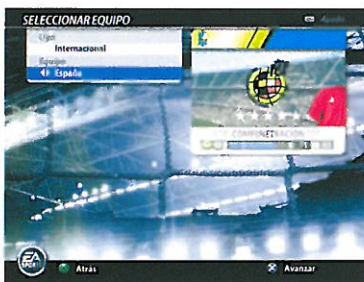 SELECCIONAR EQUIPO
Ayuda
Liga
Internacional
Equipo
España
COMPENETRACIÓN
EA
SPORTS
Atrás
Avanzar